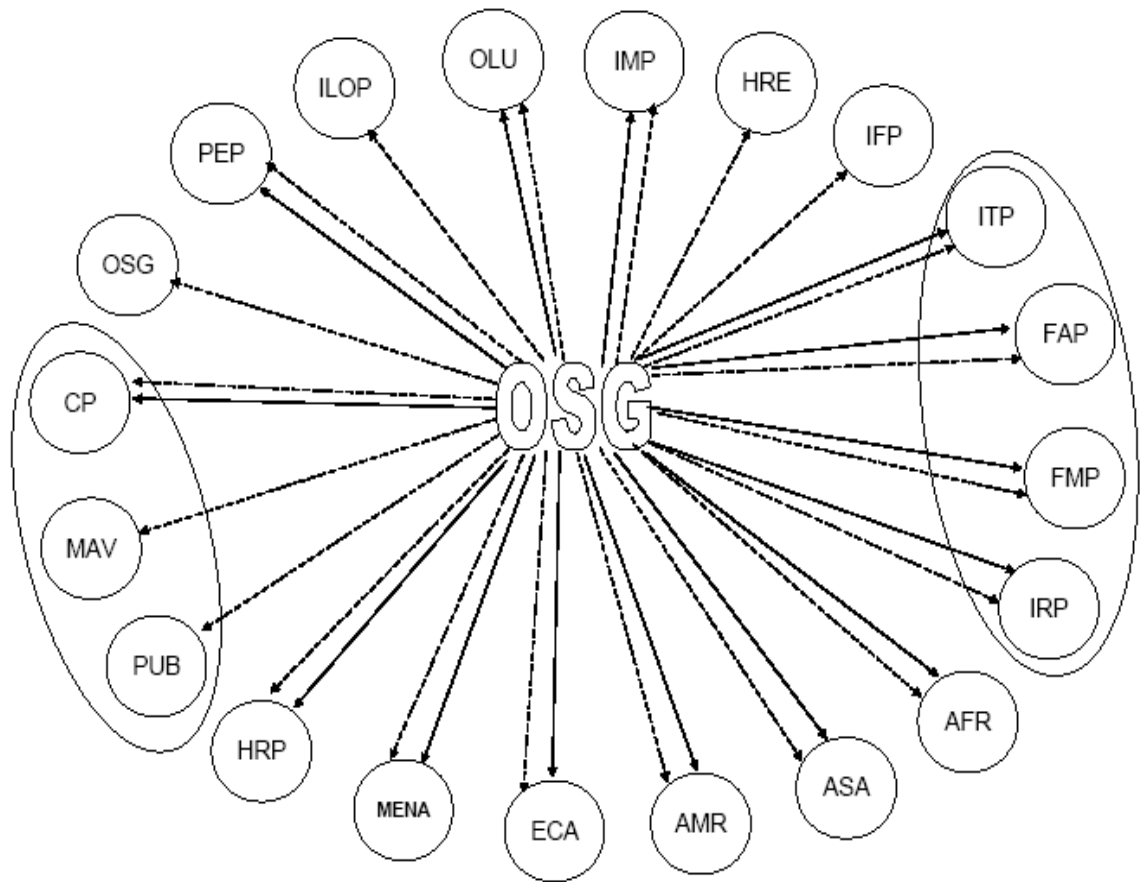 OLU
IMP
HRE
ILOP
IFP
PEP
ITP
OSG
FAP
CP
OSG
FMP
MAV
IRP
PUB
AFR
HRP
ASA
MENA
AMR
ECA